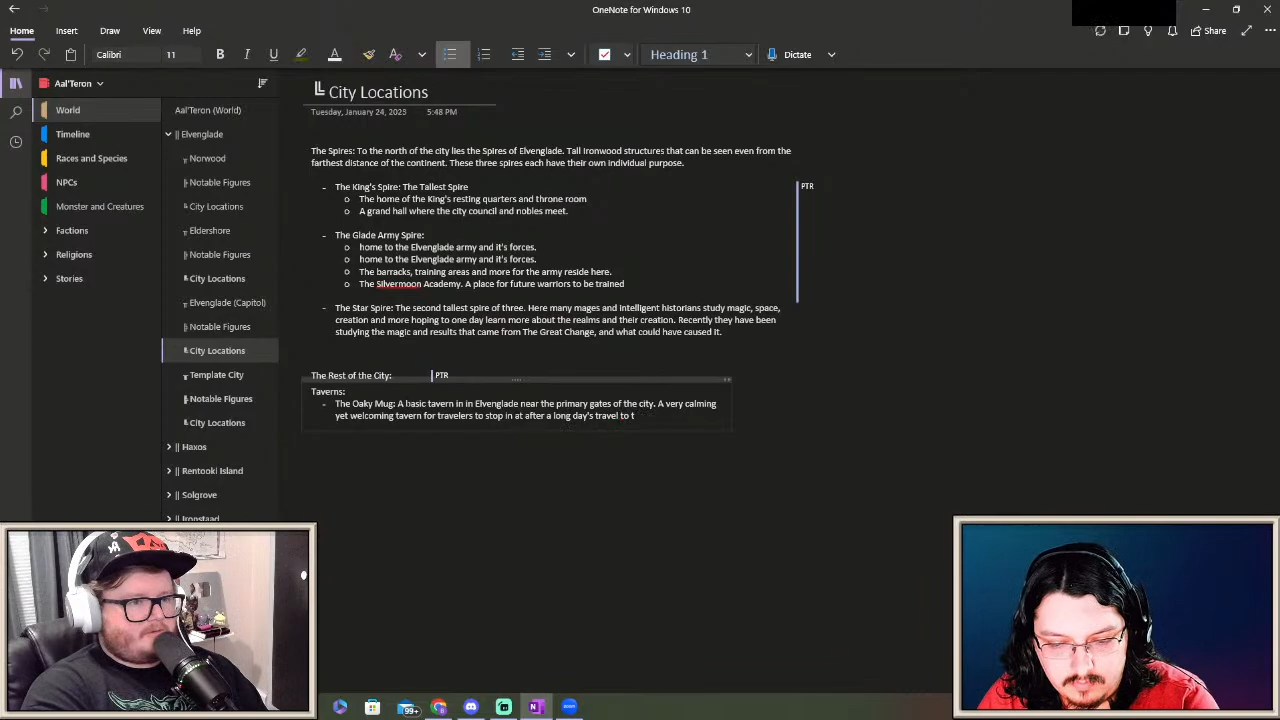 OneNote for Windows 10
Home
Insert
Draw
View
Help
Share
Calibri
11
B
I
U
A
Heading 1
Dictate
Aal'Teron
World
Timeline
Races and Species
NPCs
Monster and Creatures
Factions
Religions
Stories
Aal'Teron (World)
|| Elvenglade
╔ Norwood
╠ Notable Figures
╚ City Locations
╔ Eldershore
╠ Notable Figures
╚ City Locations
╔ Elvenglade (Capitol)
╠ Notable Figures
╚ City Locations
╔ Template City
╠ Notable Figures
╚ City Locations
|| Haxos
|| Rentooki Island
|| Solgrove
|| Ironstaad
╚ City Locations
Tuesday, January 24, 2023
5:48 PM
The Spires: To the north of the city lies the Spires of Elvenglade. Tall Ironwood structures that can be seen even from the
farthest distance of the continent. These three spires each have their own individual purpose.
- The King's Spire: The Tallest Spire
o The home of the King's resting quarters and throne room
o A grand hall where the city council and nobles meet.
PTR
- The Glade Army Spire:
o home to the Elvenglade army and it's forces.
o home to the Elvenglade army and it's forces.
o The barracks, training areas and more for the army reside here.
o The Silvermoon Academy. A place for future warriors to be trained
- The Star Spire: The second tallest spire of three. Here many mages and intelligent historians study magic, space,
creation and more hoping to one day learn more about the realms and their creation. Recently they have been
studying the magic and results that came from The Great Change, and what could have caused it.
The Rest of the City:
PTR
Taverns:
- The Oaky Mug: A basic tavern in in Elvenglade near the primary gates of the city. A very calming
yet welcoming tavern for travelers to stop in at after a long day's travel to t
99+